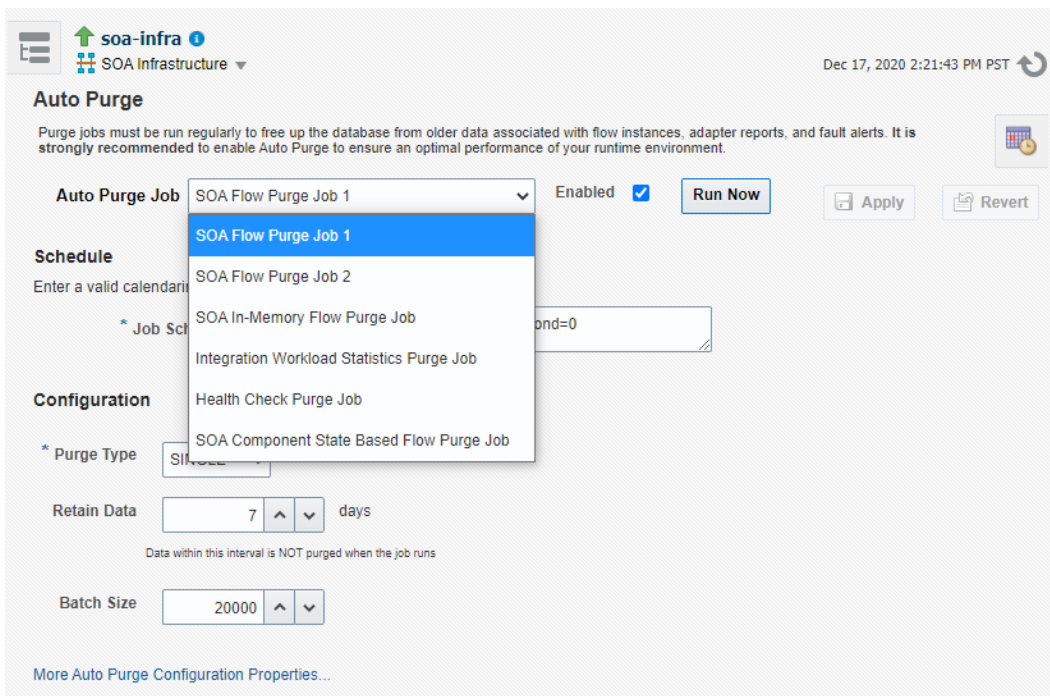 soa-infra
SOA Infrastructure
Dec 17, 2020 2:21:43 PM PST
Auto Purge
Purge jobs must be run regularly to free up the database from older data associated with flow instances, adapter reports, and fault alerts. It is
strongly recommended to enable Auto Purge to ensure an optimal performance of your runtime environment.
Auto Purge Job SOA Flow Purge Job 1 Enabled Run Now Apply Revert
SOA Flow Purge Job 1
SOA Flow Purge Job 2
SOA In-Memory Flow Purge Job
Integration Workload Statistics Purge Job
Health Check Purge Job
SOA Component State Based Flow Purge Job
Schedule
Enter a valid
* Job
ond=0
Configuration
* Purge Type
Retain Data 7 days
Data within this interval is NOT purged when the job runs
Batch Size 20000
More Auto Purge Configuration Properties...